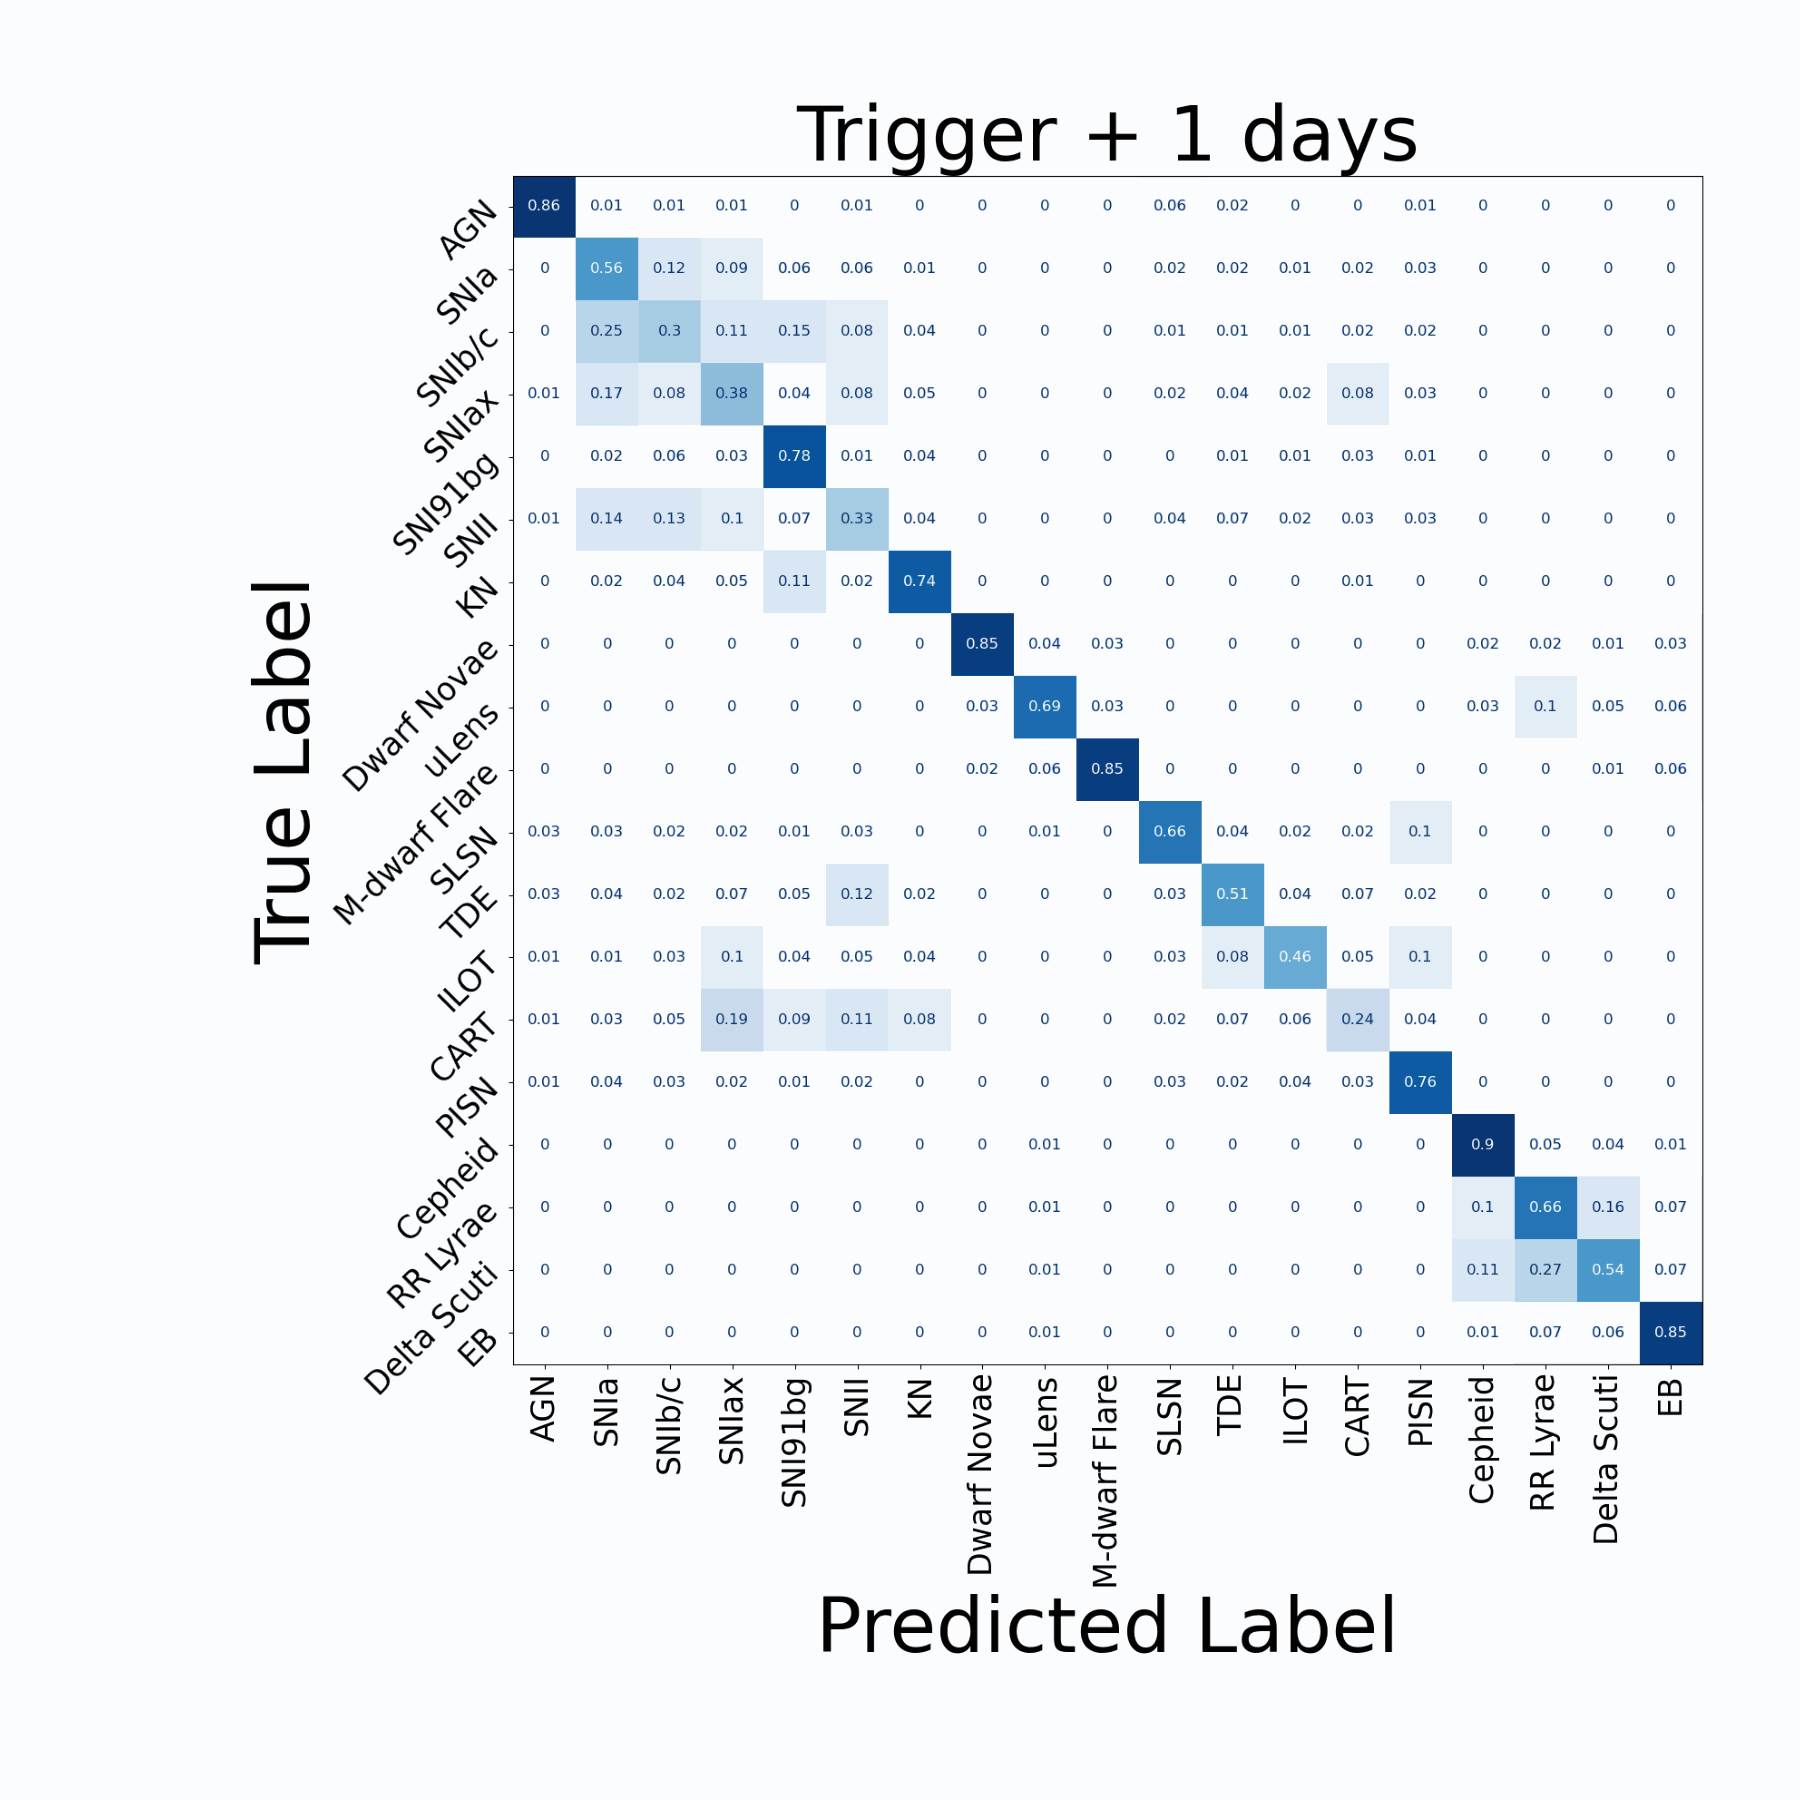 Trigger + 1 days
True Label
AGN 0.86 0.01 0.01 0.01 0 0.01 0 0 0 0 0.06 0.02 0 0 0.01 0 0 0 0
SNIa 0 0.56 0.12 0.09 0.06 0.06 0.01 0 0 0 0.02 0.02 0.01 0.02 0.03 0 0 0 0
SNIb/c 0 0.25 0.3 0.11 0.15 0.08 0.04 0 0 0 0.01 0.01 0.01 0.02 0.02 0 0 0 0
SNIax 0.01 0.17 0.08 0.38 0.04 0.08 0.05 0 0 0 0.02 0.04 0.02 0.08 0.03 0 0 0 0
SNI91bg 0 0.02 0.06 0.03 0.78 0.01 0.04 0 0 0 0 0.01 0.01 0.03 0.01 0 0 0 0
SNII 0.01 0.14 0.13 0.1 0.07 0.33 0.04 0 0 0 0.04 0.07 0.02 0.03 0.03 0 0 0 0
KN 0 0.02 0.04 0.05 0.11 0.02 0.74 0 0 0 0 0 0 0.01 0 0 0 0 0
Dwarf Novae 0 0 0 0 0 0 0 0.85 0.04 0.03 0 0 0 0 0 0.02 0.02 0.01 0.03
uLens 0 0 0 0 0 0 0 0.03 0.69 0.03 0 0 0 0 0 0.03 0.1 0.05 0.06
M-dwarf Flare 0 0 0 0 0 0 0 0.02 0.06 0.85 0 0 0 0 0 0 0 0.01 0.06
SLSN 0.03 0.03 0.02 0.02 0.01 0.03 0 0 0.01 0 0.66 0.04 0.02 0.02 0.1 0 0 0 0
TDE 0.03 0.04 0.02 0.07 0.05 0.12 0.02 0 0 0 0.03 0.51 0.04 0.07 0.02 0 0 0 0
ILOT 0.01 0.01 0.03 0.1 0.04 0.05 0.04 0 0 0 0.03 0.08 0.46 0.05 0.1 0 0 0 0
CART 0.01 0.03 0.05 0.19 0.09 0.11 0.08 0 0 0 0.02 0.07 0.06 0.24 0.04 0 0 0 0
PISN 0.01 0.04 0.03 0.02 0.01 0.02 0 0 0 0 0.03 0.02 0.04 0.03 0.76 0 0 0 0
Cepheid 0 0 0 0 0 0 0 0 0.01 0 0 0 0 0 0 0.9 0.05 0.04 0.01
RR Lyrae 0 0 0 0 0 0 0 0 0.01 0 0 0 0 0 0 0.1 0.66 0.16 0.07
Delta Scuti 0 0 0 0 0 0 0 0 0.01 0 0 0 0 0 0 0.11 0.27 0.54 0.07
EB 0 0 0 0 0 0 0 0 0.01 0 0 0 0 0 0 0.01 0.07 0.06 0.85
AGN SNIa SNIb/c SNIax SNI91bg SNII KN Dwarf Novae uLens M-dwarf Flare SLSN TDE ILOT CART PISN Cepheid RR Lyrae Delta Scuti EB
Predicted Label